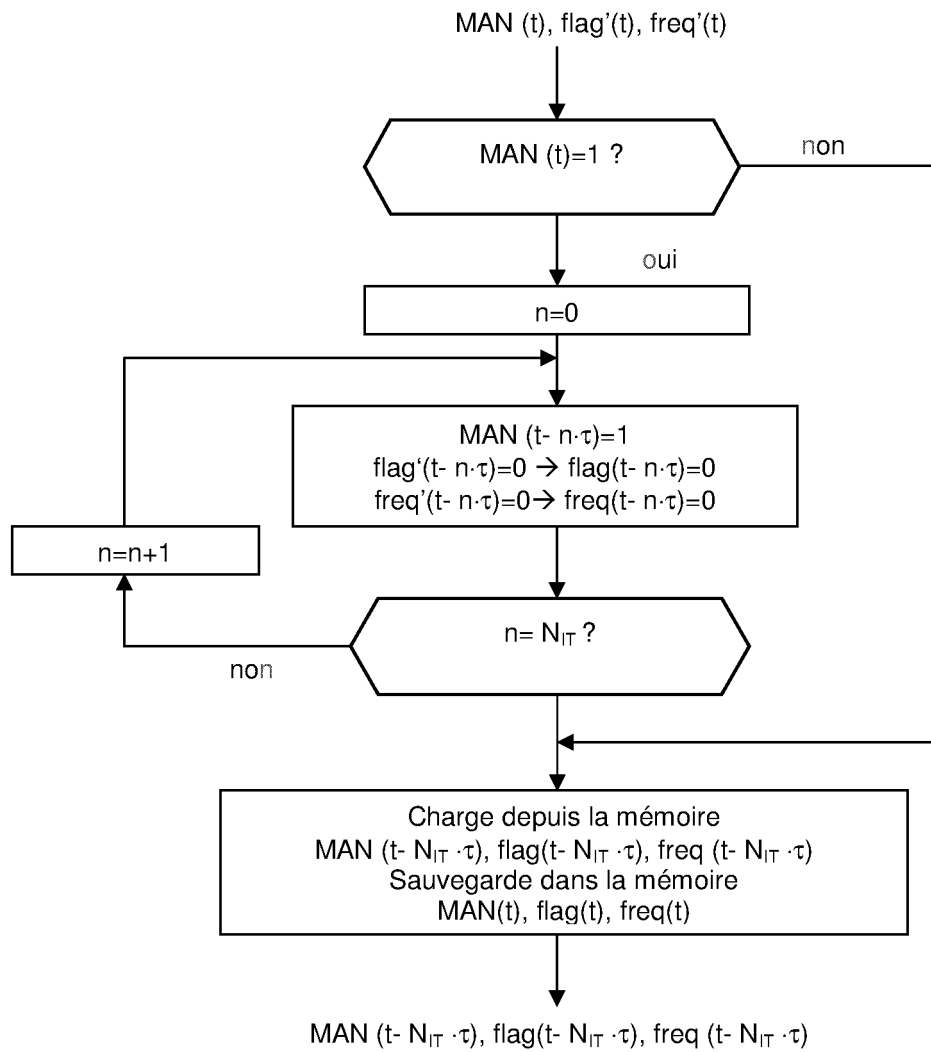 MAN (t), flag'(t), freq'(t)
MAN (t)=1 ?
non
oui
n=0
MAN (t- n·τ)=1
flag‘(t- n·τ)=0 → flag(t- n·τ)=0
freq’(t- n·τ)=0→ freq(t- n·τ)=0
n=n+1
n= N_IT ?
non
Charge depuis la mémoire
MAN (t- N_IT ·τ), flag(t- N_IT ·τ), freq (t- N_IT ·τ)
Sauvegarde dans la mémoire
MAN(t), flag(t), freq(t)
MAN (t- N_IT ·τ), flag(t- N_IT ·τ), freq (t- N_IT ·τ)